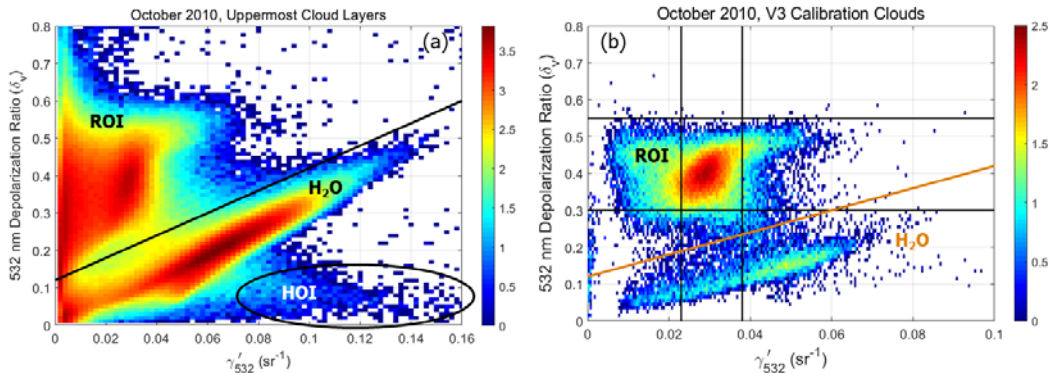 October 2010, Uppermost Cloud Layers
(a)
ROI
H₂O
HOI
532 nm Depolarization Ratio (δᵥ)
0.8
0.7
0.6
0.5
0.4
0.3
0.2
0.1
0
0 0.02 0.04 0.06 0.08 0.10 0.12 0.14 0.16
γ′₅₃₂ (sr⁻¹)
3.5
3
2.5
2
1.5
1
0.5
0
October 2010, V3 Calibration Clouds
(b)
ROI
H₂O
532 nm Depolarization Ratio (δᵥ)
0.8
0.7
0.6
0.5
0.4
0.3
0.2
0.1
0
0 0.02 0.04 0.06 0.08 0.1
γ′₅₃₂ (sr⁻¹)
2.5
2.0
1.5
1.0
0.5
0